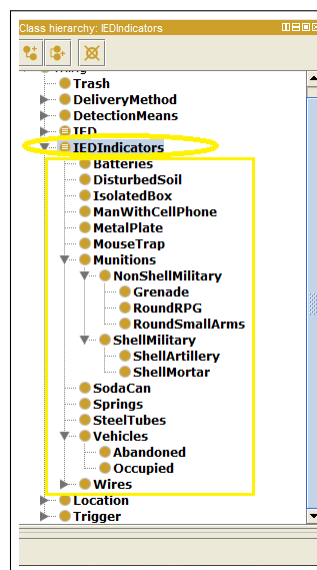 Class hierarchy: IEDIndicators
Trash
DeliveryMethod
DetectionMeans
IED
IEDIndicators
Batteries
DisturbedSoil
IsolatedBox
ManWithCellPhone
MetalPlate
MouseTrap
Munitions
NonShellMilitary
Grenade
RoundRPG
RoundSmallArms
ShellMilitary
ShellArtillery
ShellMortar
SodaCan
Springs
SteelTubes
Vehicles
Abandoned
Occupied
Wires
Location
Trigger